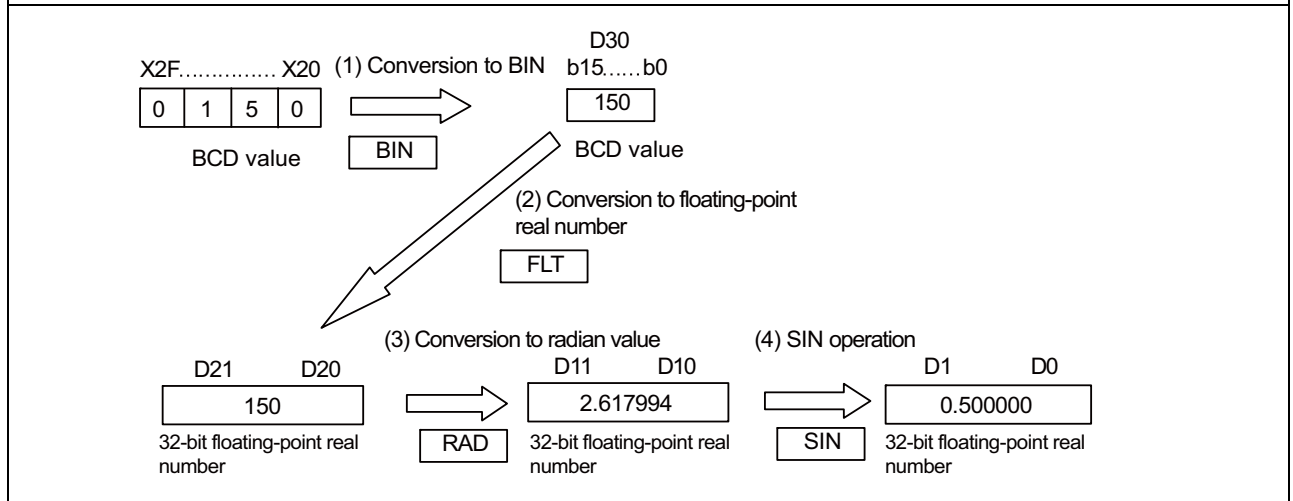 D30
X2F............... X20 (1) Conversion to BIN b15......b0
0 1 5 0
150
BIN
BCD value
BCD value
(2) Conversion to floating-point
real number
FLT
(3) Conversion to radian value
(4) SIN operation
D21 D20
D11 D10
D1 D0
150
2.617994
0.500000
RAD
SIN
32-bit floating-point real
number
32-bit floating-point real
number
32-bit floating-point real
number